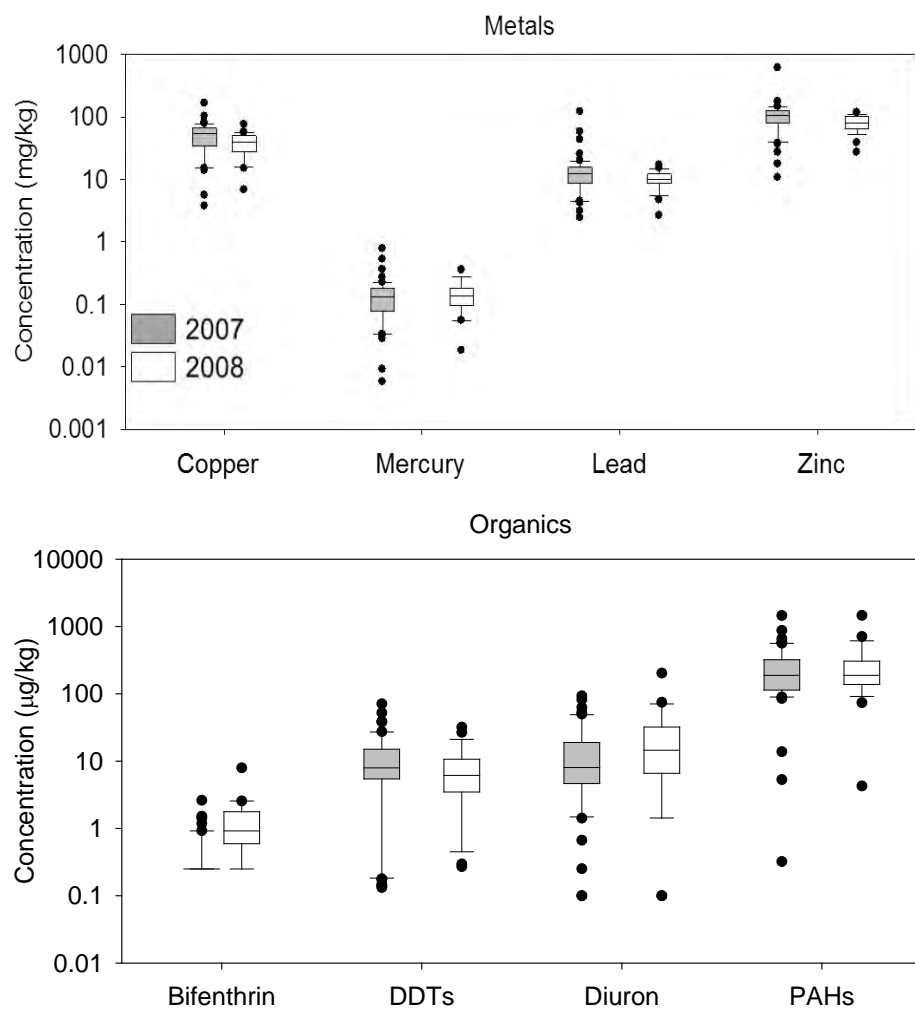 Metals
Concentration (mg/kg)
1000
100
10
1
0.1
0.01
0.001
2007
2008
Copper Mercury Lead Zinc
Organics
Concentration (µg/kg)
10000
1000
100
10
1
0.1
0.01
Bifenthrin DDTs Diuron PAHs